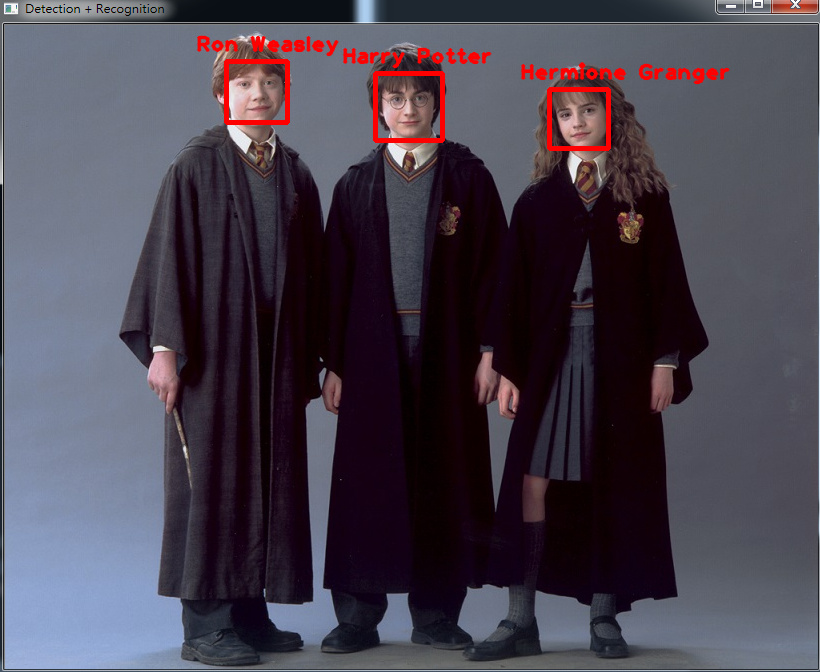 Detection + Recognition
Ron Weasley
Harry Potter
Hermione Granger